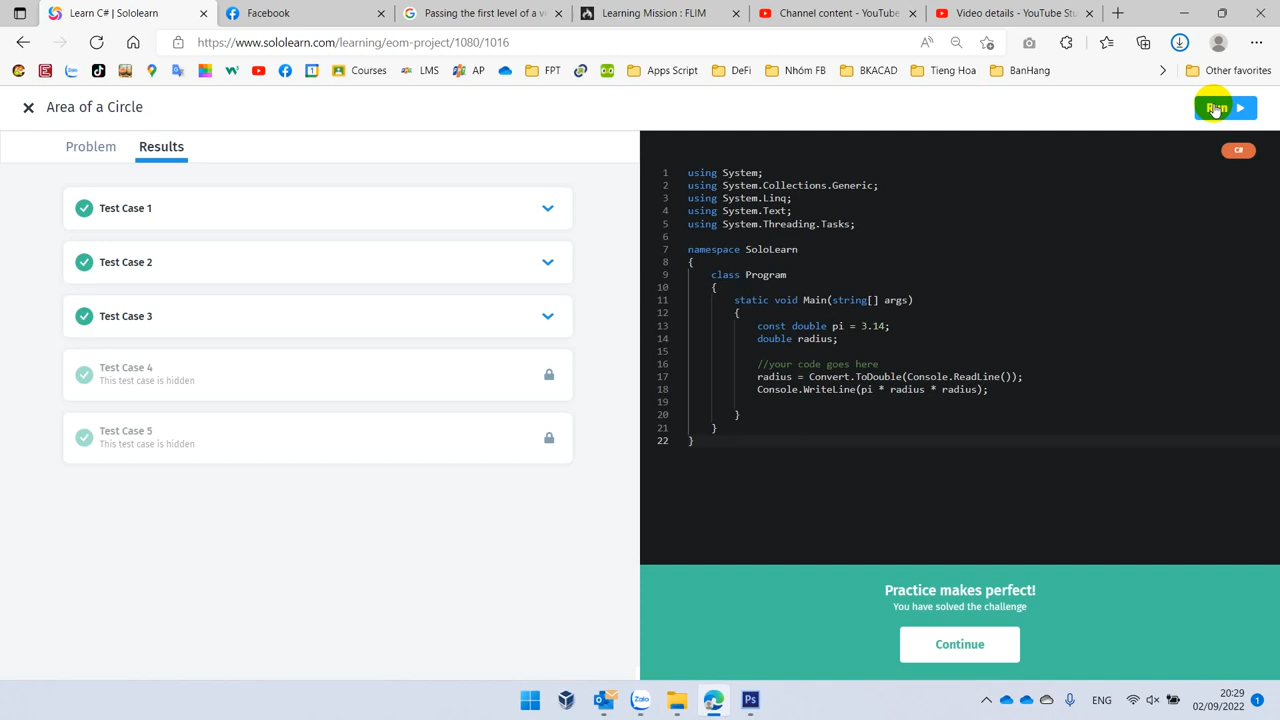 Learn C# | Sololearn
Facebook
Passing the third level of a vi
Learning Mission : FLIM
Channel content - YouTube
Video details - YouTube Stu
https://www.sololearn.com/learning/eom-project/1080/1016
Courses
LMS
AP
FPT
Apps Script
DeFi
Nhóm FB
BKACAD
Tieng Hoa
BanHang
Other favorites
Area of a Circle
Run
Problem
Results
C#
Test Case 1
Test Case 2
Test Case 3
Test Case 4
This test case is hidden
Test Case 5
This test case is hidden
1 using System;
2 using System.Collections.Generic;
3 using System.Linq;
4 using System.Text;
5 using System.Threading.Tasks;
6
7 namespace SoloLearn
8 {
9 class Program
10 {
11 static void Main(string[] args)
12 {
13 const double pi = 3.14;
14 double radius;
15
16 //your code goes here
17 radius = Convert.ToDouble(Console.ReadLine());
18 Console.WriteLine(pi * radius * radius);
19
20 }
21 }
22 }
Practice makes perfect!
You have solved the challenge
Continue
Zalo
Ps
ENG
20:29
02/09/2022
1